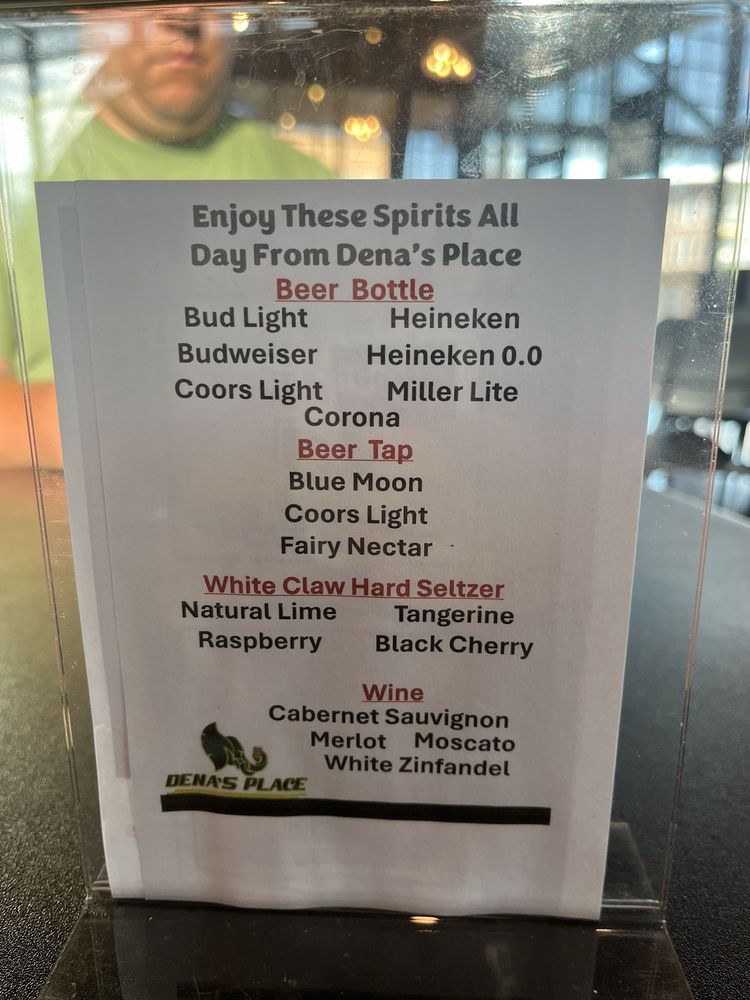 Enjoy These Spirits All
Day From Dena's Place
Beer Bottle
Bud Light Heineken
Budweiser Heineken 0.0
Coors Light Miller Lite
Corona
Beer Tap
Blue Moon
Coors Light
Fairy Nectar
White Claw Hard Seltzer
Natural Lime Tangerine
Raspberry Black Cherry
Wine
Cabernet Sauvignon
Merlot Moscato
White Zinfandel
DENA'S PLACE